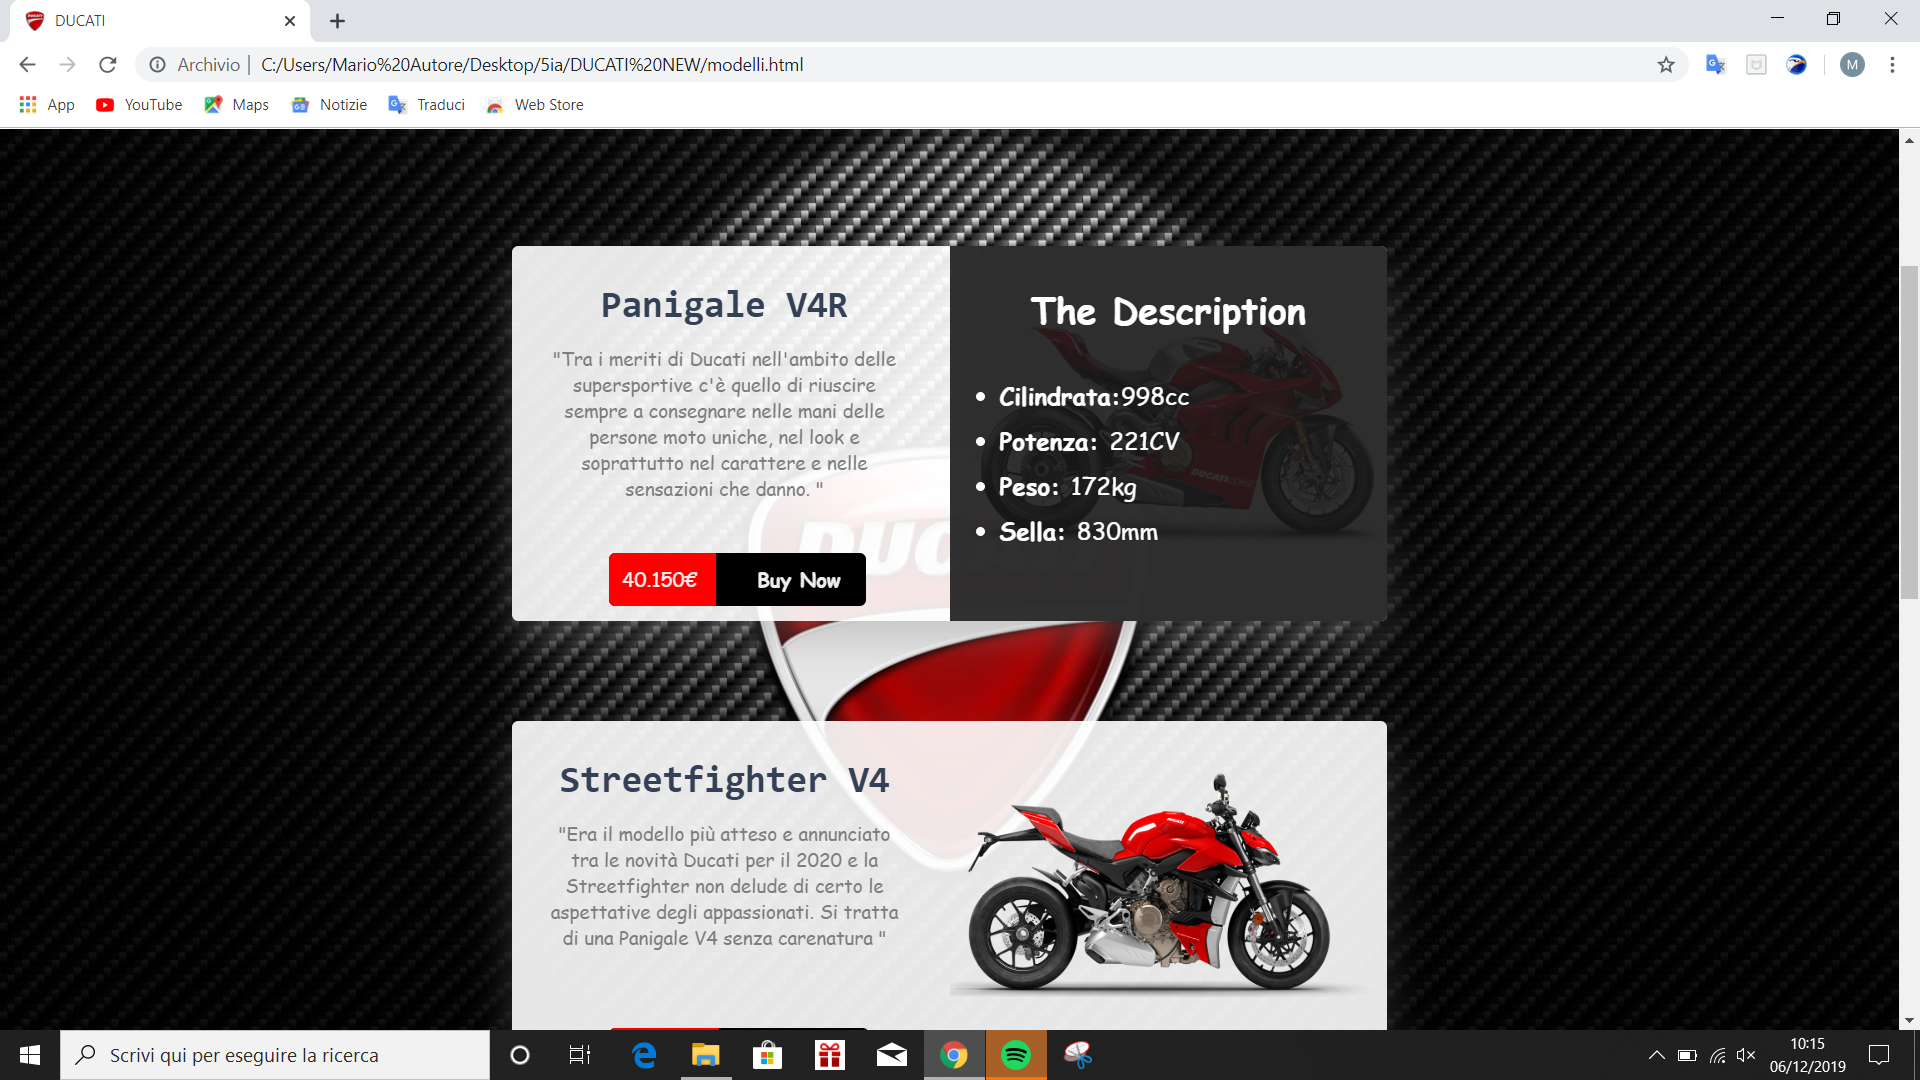 DUCATI
Archivio | C:/Users/Mario%20Autore/Desktop/5ia/DUCATI%20NEW/modelli.html
M
App YouTube Maps Notizie Traduci Web Store
Panigale V4R
"Tra i meriti di Ducati nell'ambito delle
supersportive c'è quello di riuscire
sempre a consegnare nelle mani delle
persone moto uniche, nel look e
soprattutto nel carattere e nelle
sensazioni che danno. "
40.150€ Buy Now
The Description
Cilindrata:998cc
Potenza: 221CV
Peso: 172kg
Sella: 830mm
DUCATICORSE
DUC
Streetfighter V4
"Era il modello più atteso e annunciato
tra le novità Ducati per il 2020 e la
Streetfighter non delude di certo le
aspettative degli appassionati. Si tratta
di una Panigale V4 senza carenatura "
Scrivi qui per eseguire la ricerca
10:15
06/12/2019